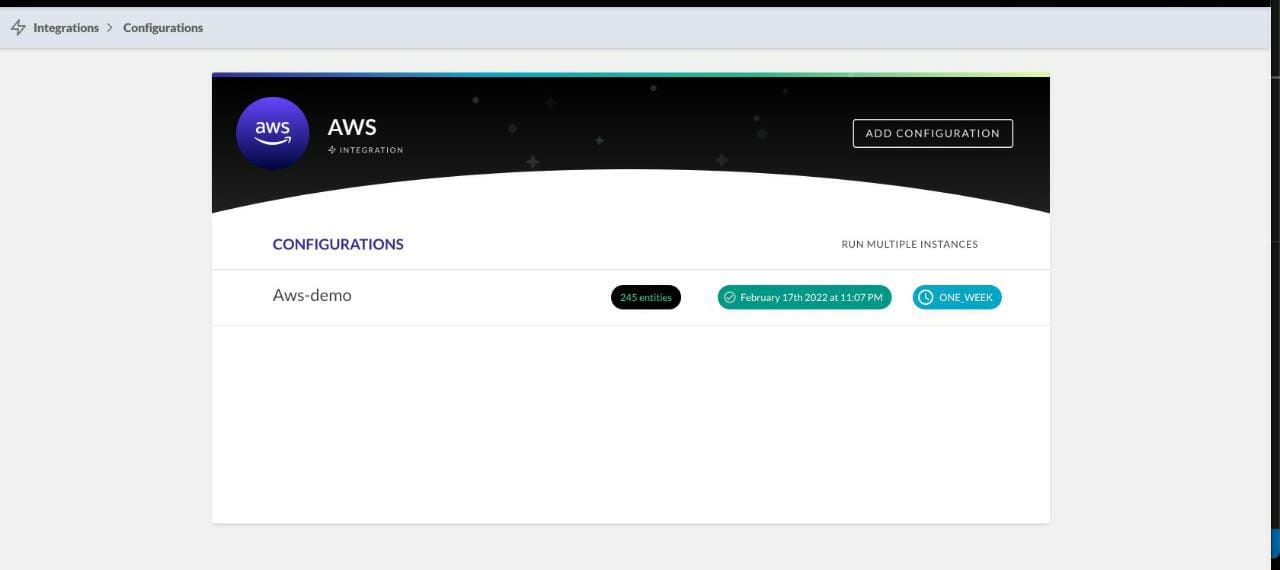 Integrations > Configurations
aws
AWS
INTEGRATION
ADD CONFIGURATION
CONFIGURATIONS
RUN MULTIPLE INSTANCES
Aws-demo
245 entities
February 17th 2022 at 11:07 PM
ONE_WEEK